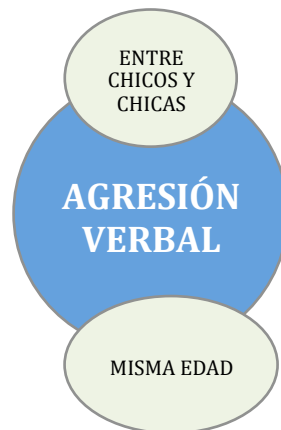 ENTRE
CHICOS Y
CHICAS
AGRESIÓN
VERBAL
MISMA EDAD